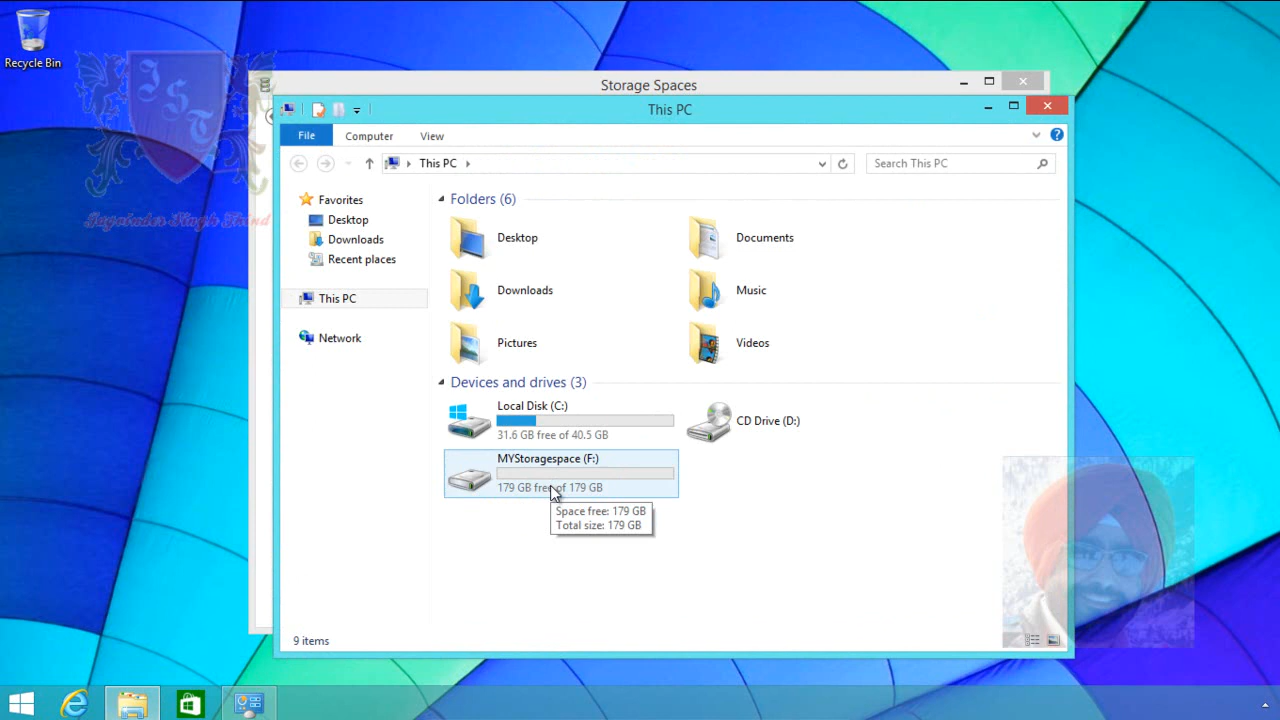 Recycle Bin
Storage Spaces
This PC
File
Computer
View
This PC
Search This PC
Favorites
Desktop
Downloads
Recent places
This PC
Network
Folders (6)
Desktop
Documents
Downloads
Music
Pictures
Videos
Devices and drives (3)
Local Disk (C:)
31.6 GB free of 40.5 GB
CD Drive (D:)
MYStoragespace (F:)
179 GB free of 179 GB
Space free: 179 GB
Total size: 179 GB
9 items
IST
Singh Thind